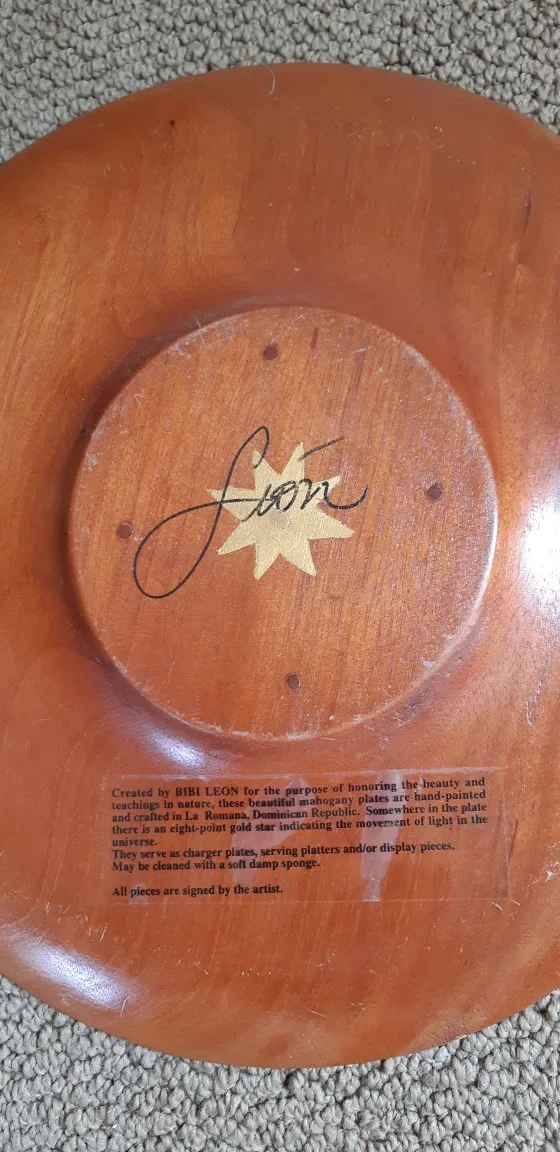 León
Created by BIBI LEON for the purpose of honoring the beauty and
teachings in nature, these beautiful mahogany plates are hand-painted
and crafted in La Romana, Dominican Republic. Somewhere in the plate
there is an eight-point gold star indicating the movement of light in the
universe.
They serve as charger plates, serving platters and/or display pieces.
May be cleaned with a soft damp sponge.
All pieces are signed by the artist.